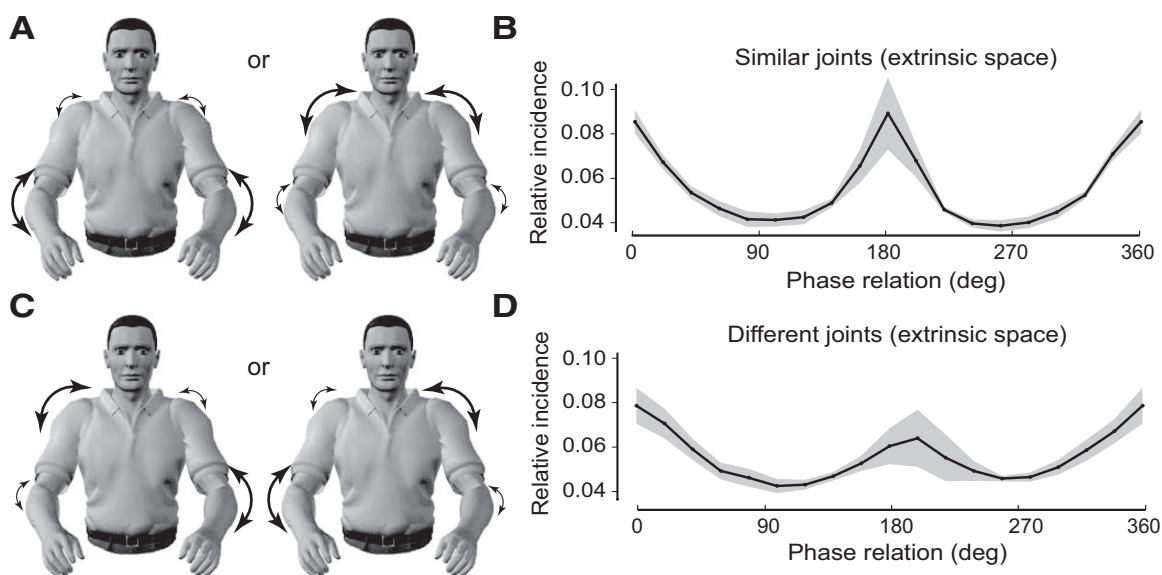 A
or
B
Similar joints (extrinsic space)
Relative incidence
0.10
0.08
0.06
0.04
0
90
180
270
360
Phase relation (deg)
C
or
D
Different joints (extrinsic space)
Relative incidence
0.10
0.08
0.06
0.04
0
90
180
270
360
Phase relation (deg)